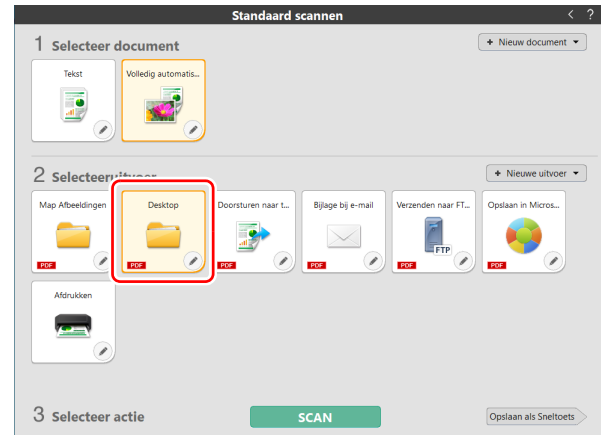 Standaard scannen < ?
1 Selecteer document
+ Nieuw document
Tekst
Volledig automatis...
2 Selecteer uitvoer
+ Nieuwe uitvoer
Map Afbeeldingen
PDF
Desktop
PDF
Doorsturen naar t...
PDF
Bijlage bij e-mail
PDF
Verzenden naar FT...
FTP
PDF
Opslaan in Micros...
PDF
Afdrukken
3 Selecteer actie
SCAN
Opslaan als Sneltoets